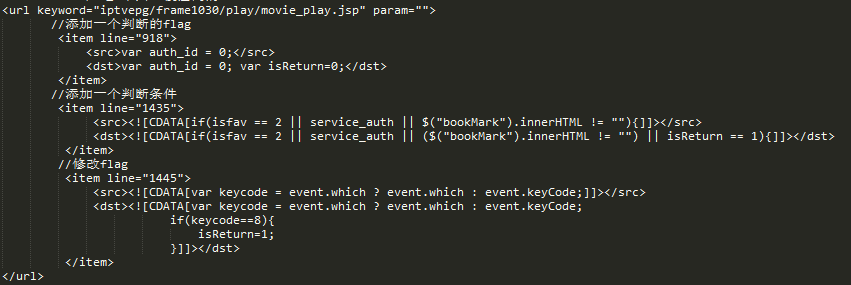 <url keyword="iptvepg/frame1030/play/movie_play.jsp" param="">
//添加一个判断的flag
<item line="918">
<src>var auth_id = 0;</src>
<dst>var auth_id = 0; var isReturn=0;</dst>
</item>
//添加一个判断条件
<item line="1435">
<src><![CDATA[if(isfav == 2 || service_auth || $("bookMark").innerHTML != ""){]]></src>
<dst><![CDATA[if(isfav == 2 || service_auth || ($("bookMark").innerHTML != "") || isReturn == 1){]]></dst>
</item>
//修改flag
<item line="1445">
<src><![CDATA[var keycode = event.which ? event.which : event.keyCode;]]></src>
<dst><![CDATA[var keycode = event.which ? event.which : event.keyCode;
if(keycode==8){
isReturn=1;
}]]></dst>
</item>
</url>